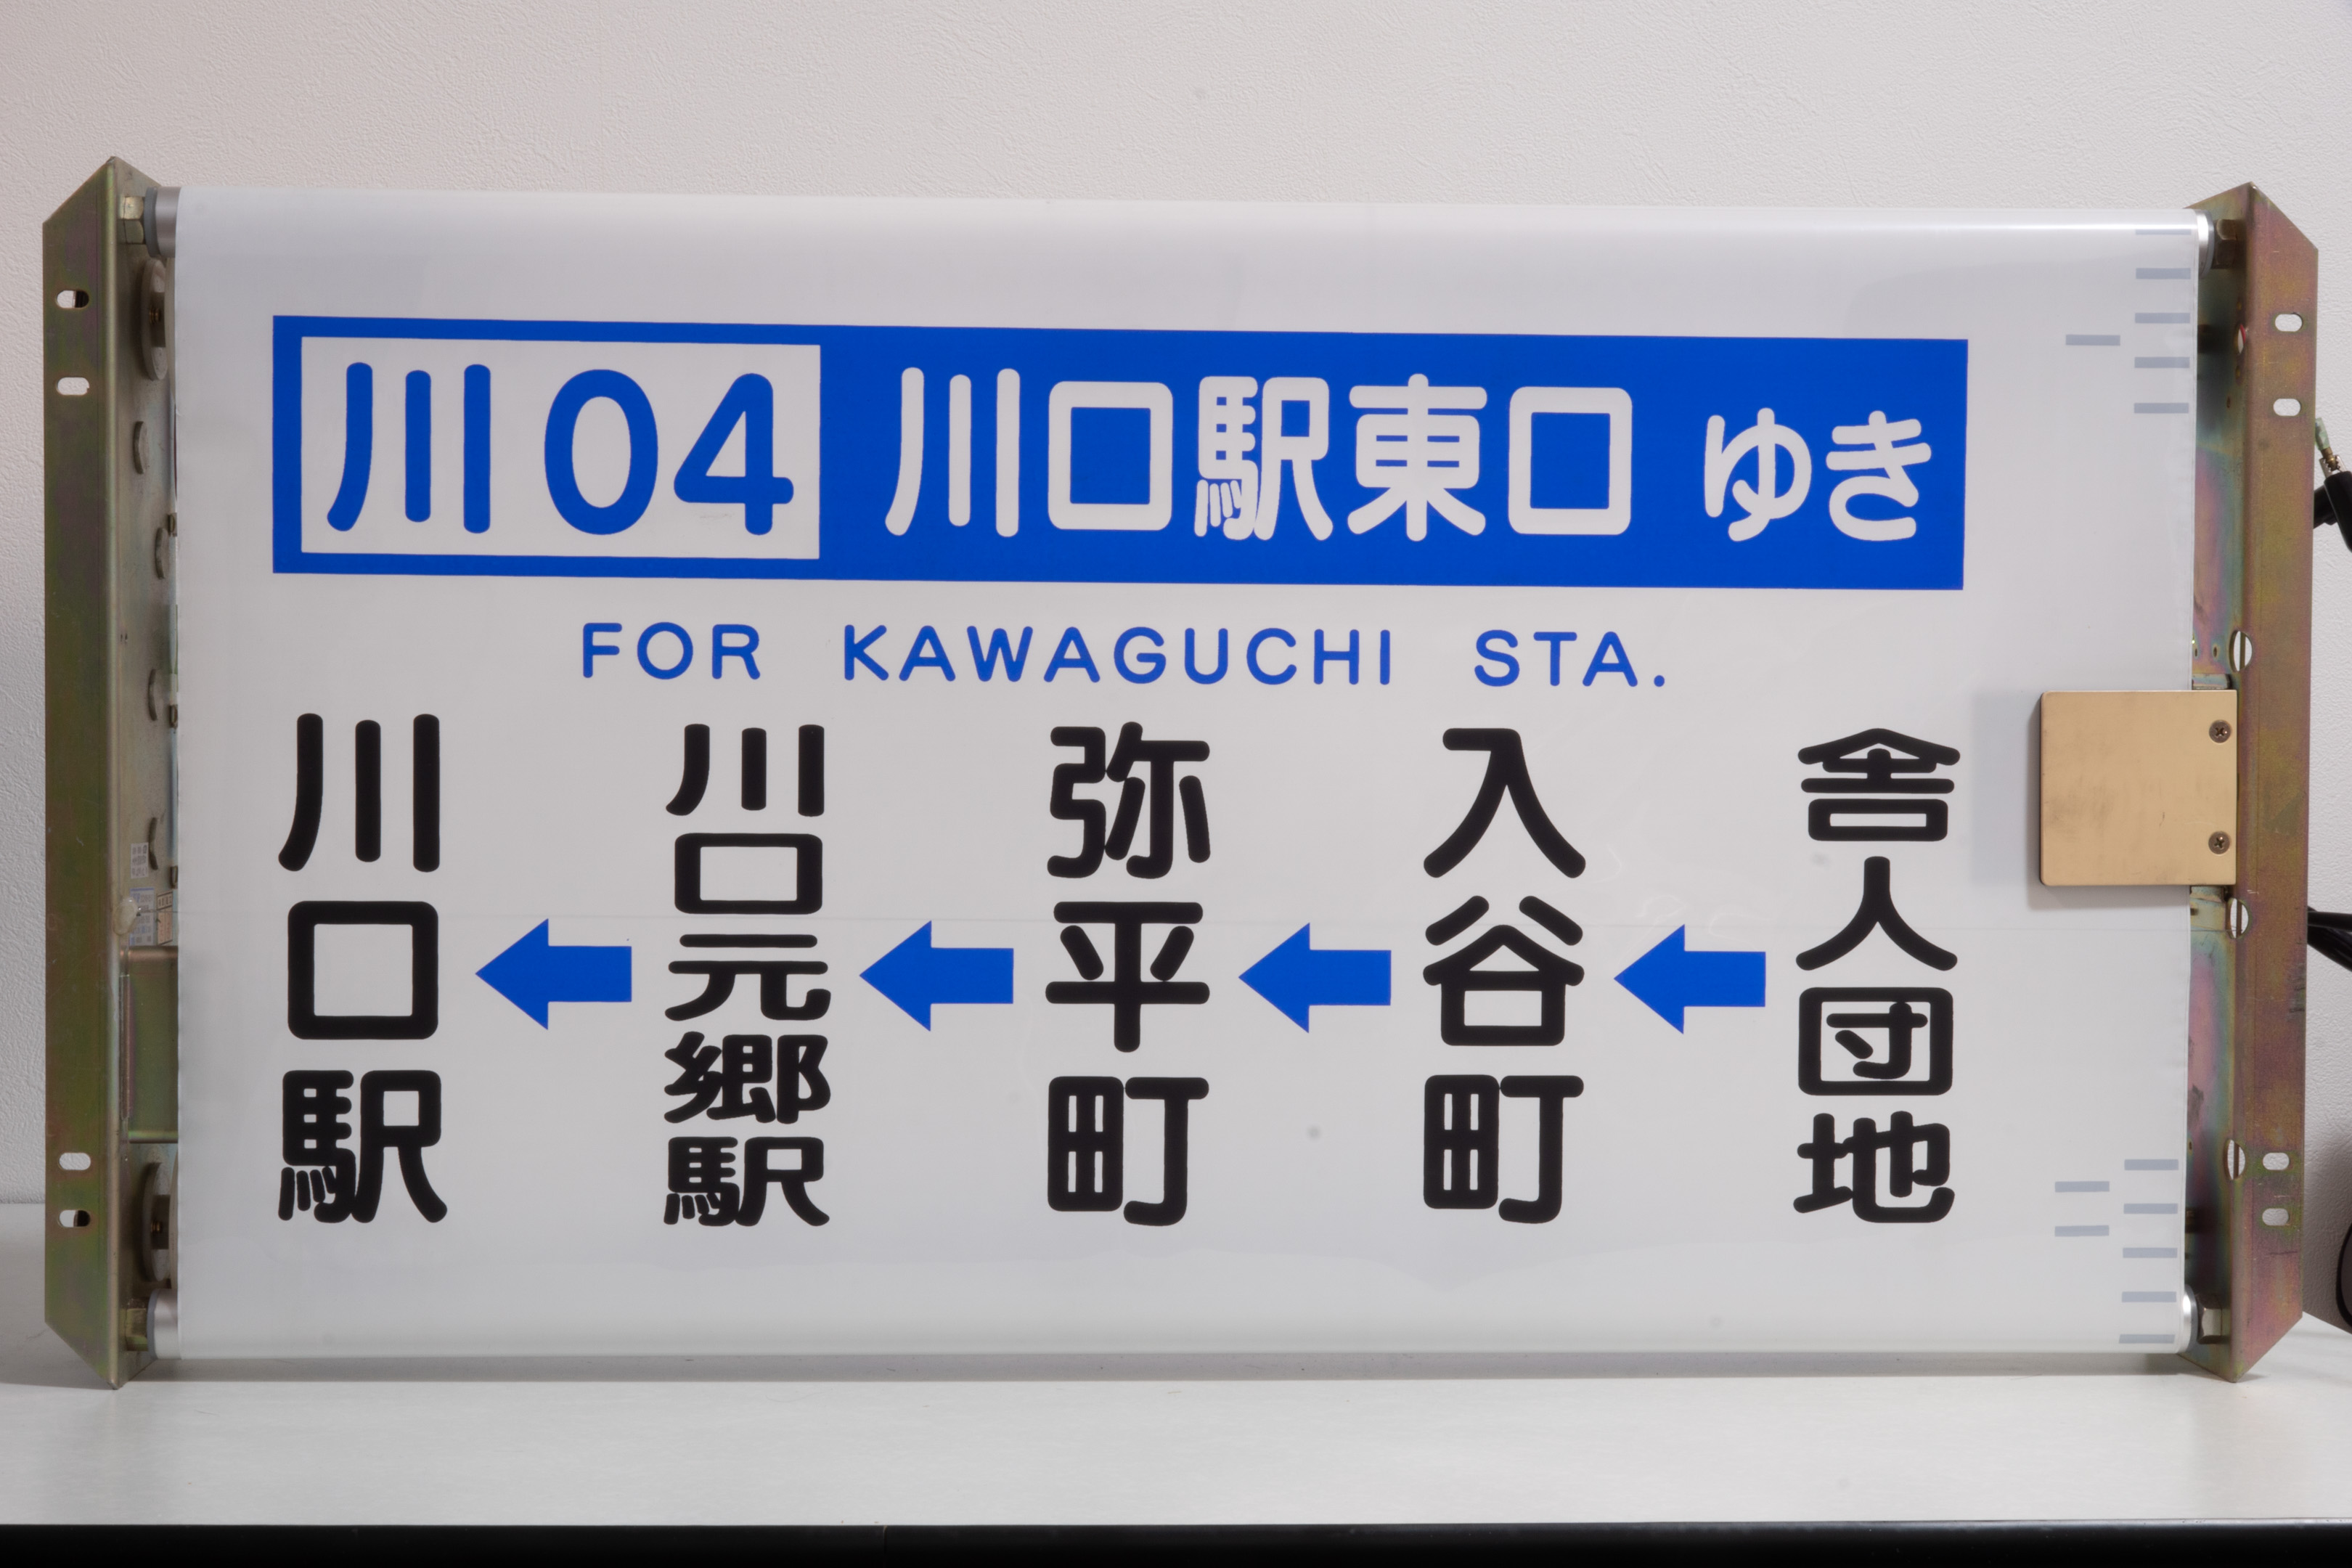 川04 川口駅東口 ゆき
FOR KAWAGUCHI STA.
川口駅 ← 川口元郷駅 ← 弥平町 ← 入谷町 ← 舎人団地